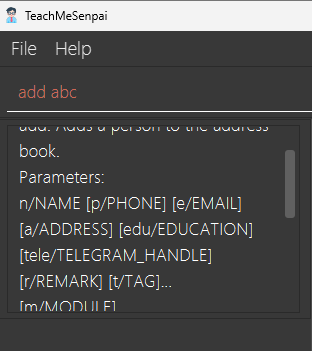 TeachMeSenpai
File Help
add abc
add: Adds a person to the address
book.
Parameters:
n/NAME [p/PHONE] [e/EMAIL]
[a/ADDRESS] [edu/EDUCATION]
[tele/TELEGRAM_HANDLE]
[r/REMARK] [t/TAG]...
[m/MODULE]